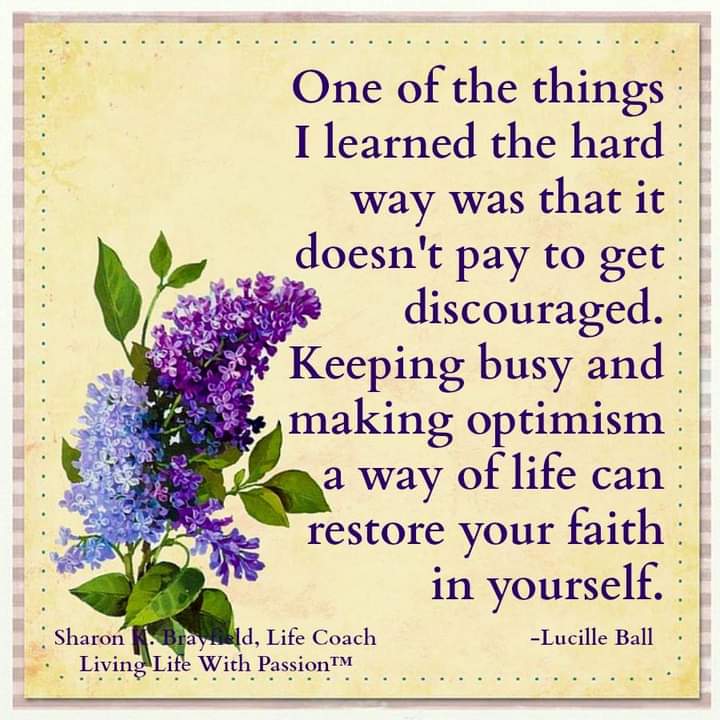 One of the things
I learned the hard
way was that it
doesn't pay to get
discouraged.
Keeping busy and
making optimism
a way of life can
restore your faith
in yourself.
-Lucille Ball
Sharon K. Brayfield, Life Coach
Living Life With Passion™